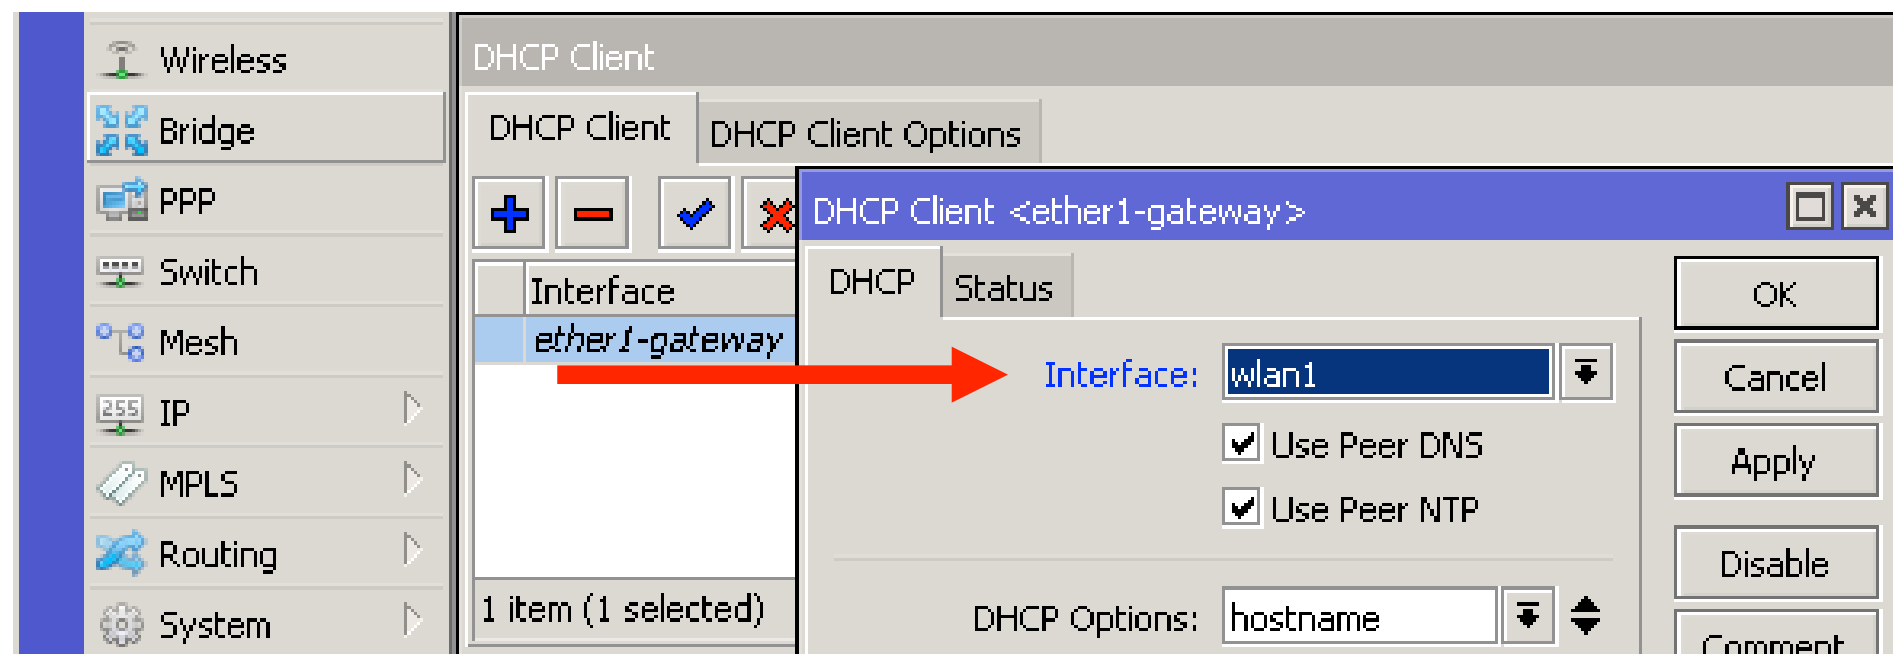 Wireless
Bridge
PPP
Switch
Mesh
255 IP
MPLS
Routing
System
DHCP Client
DHCP Client
DHCP Client Options
Interface
ether1-gateway
1 item (1 selected)
DHCP Client <ether1-gateway>
DHCP
Status
Interface: wlan1
Use Peer DNS
Use Peer NTP
DHCP Options: hostname
OK
Cancel
Apply
Disable
Comment